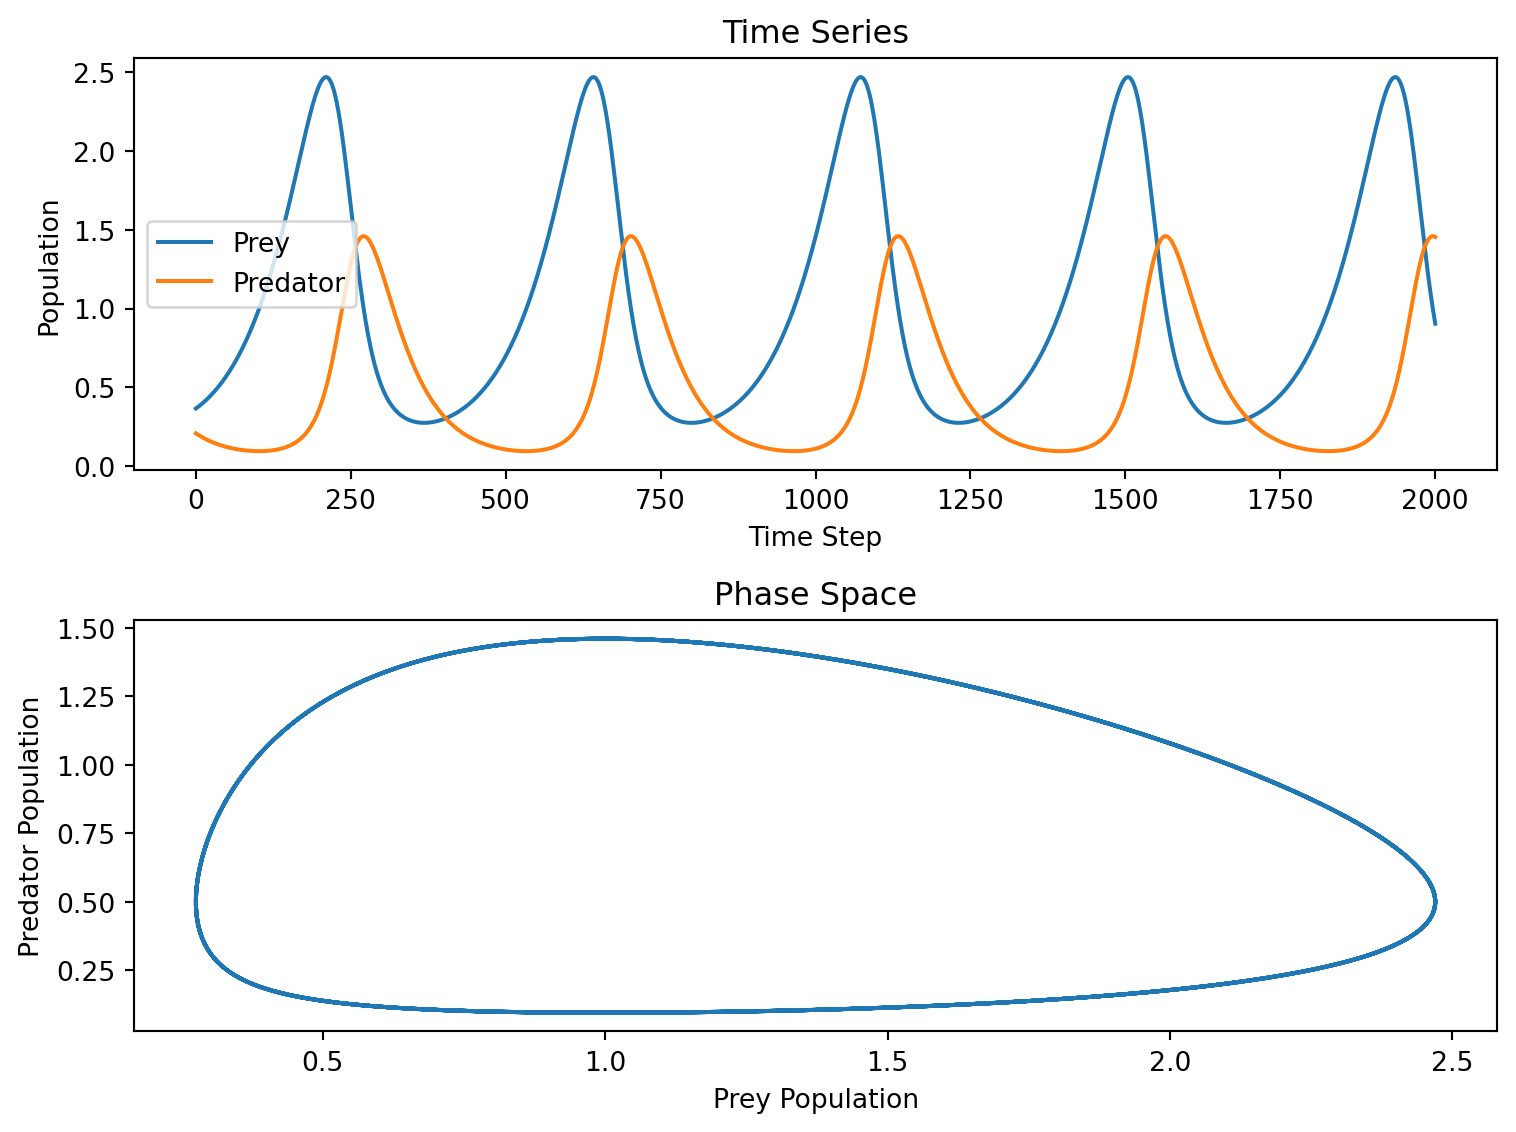 Time Series
Population
2.5
2.0
1.5
1.0
0.5
0.0
Prey
Predator
0 250 500 750 1000 1250 1500 1750 2000
Time Step
Phase Space
Predator Population
1.50
1.25
1.00
0.75
0.50
0.25
0.5 1.0 1.5 2.0 2.5
Prey Population